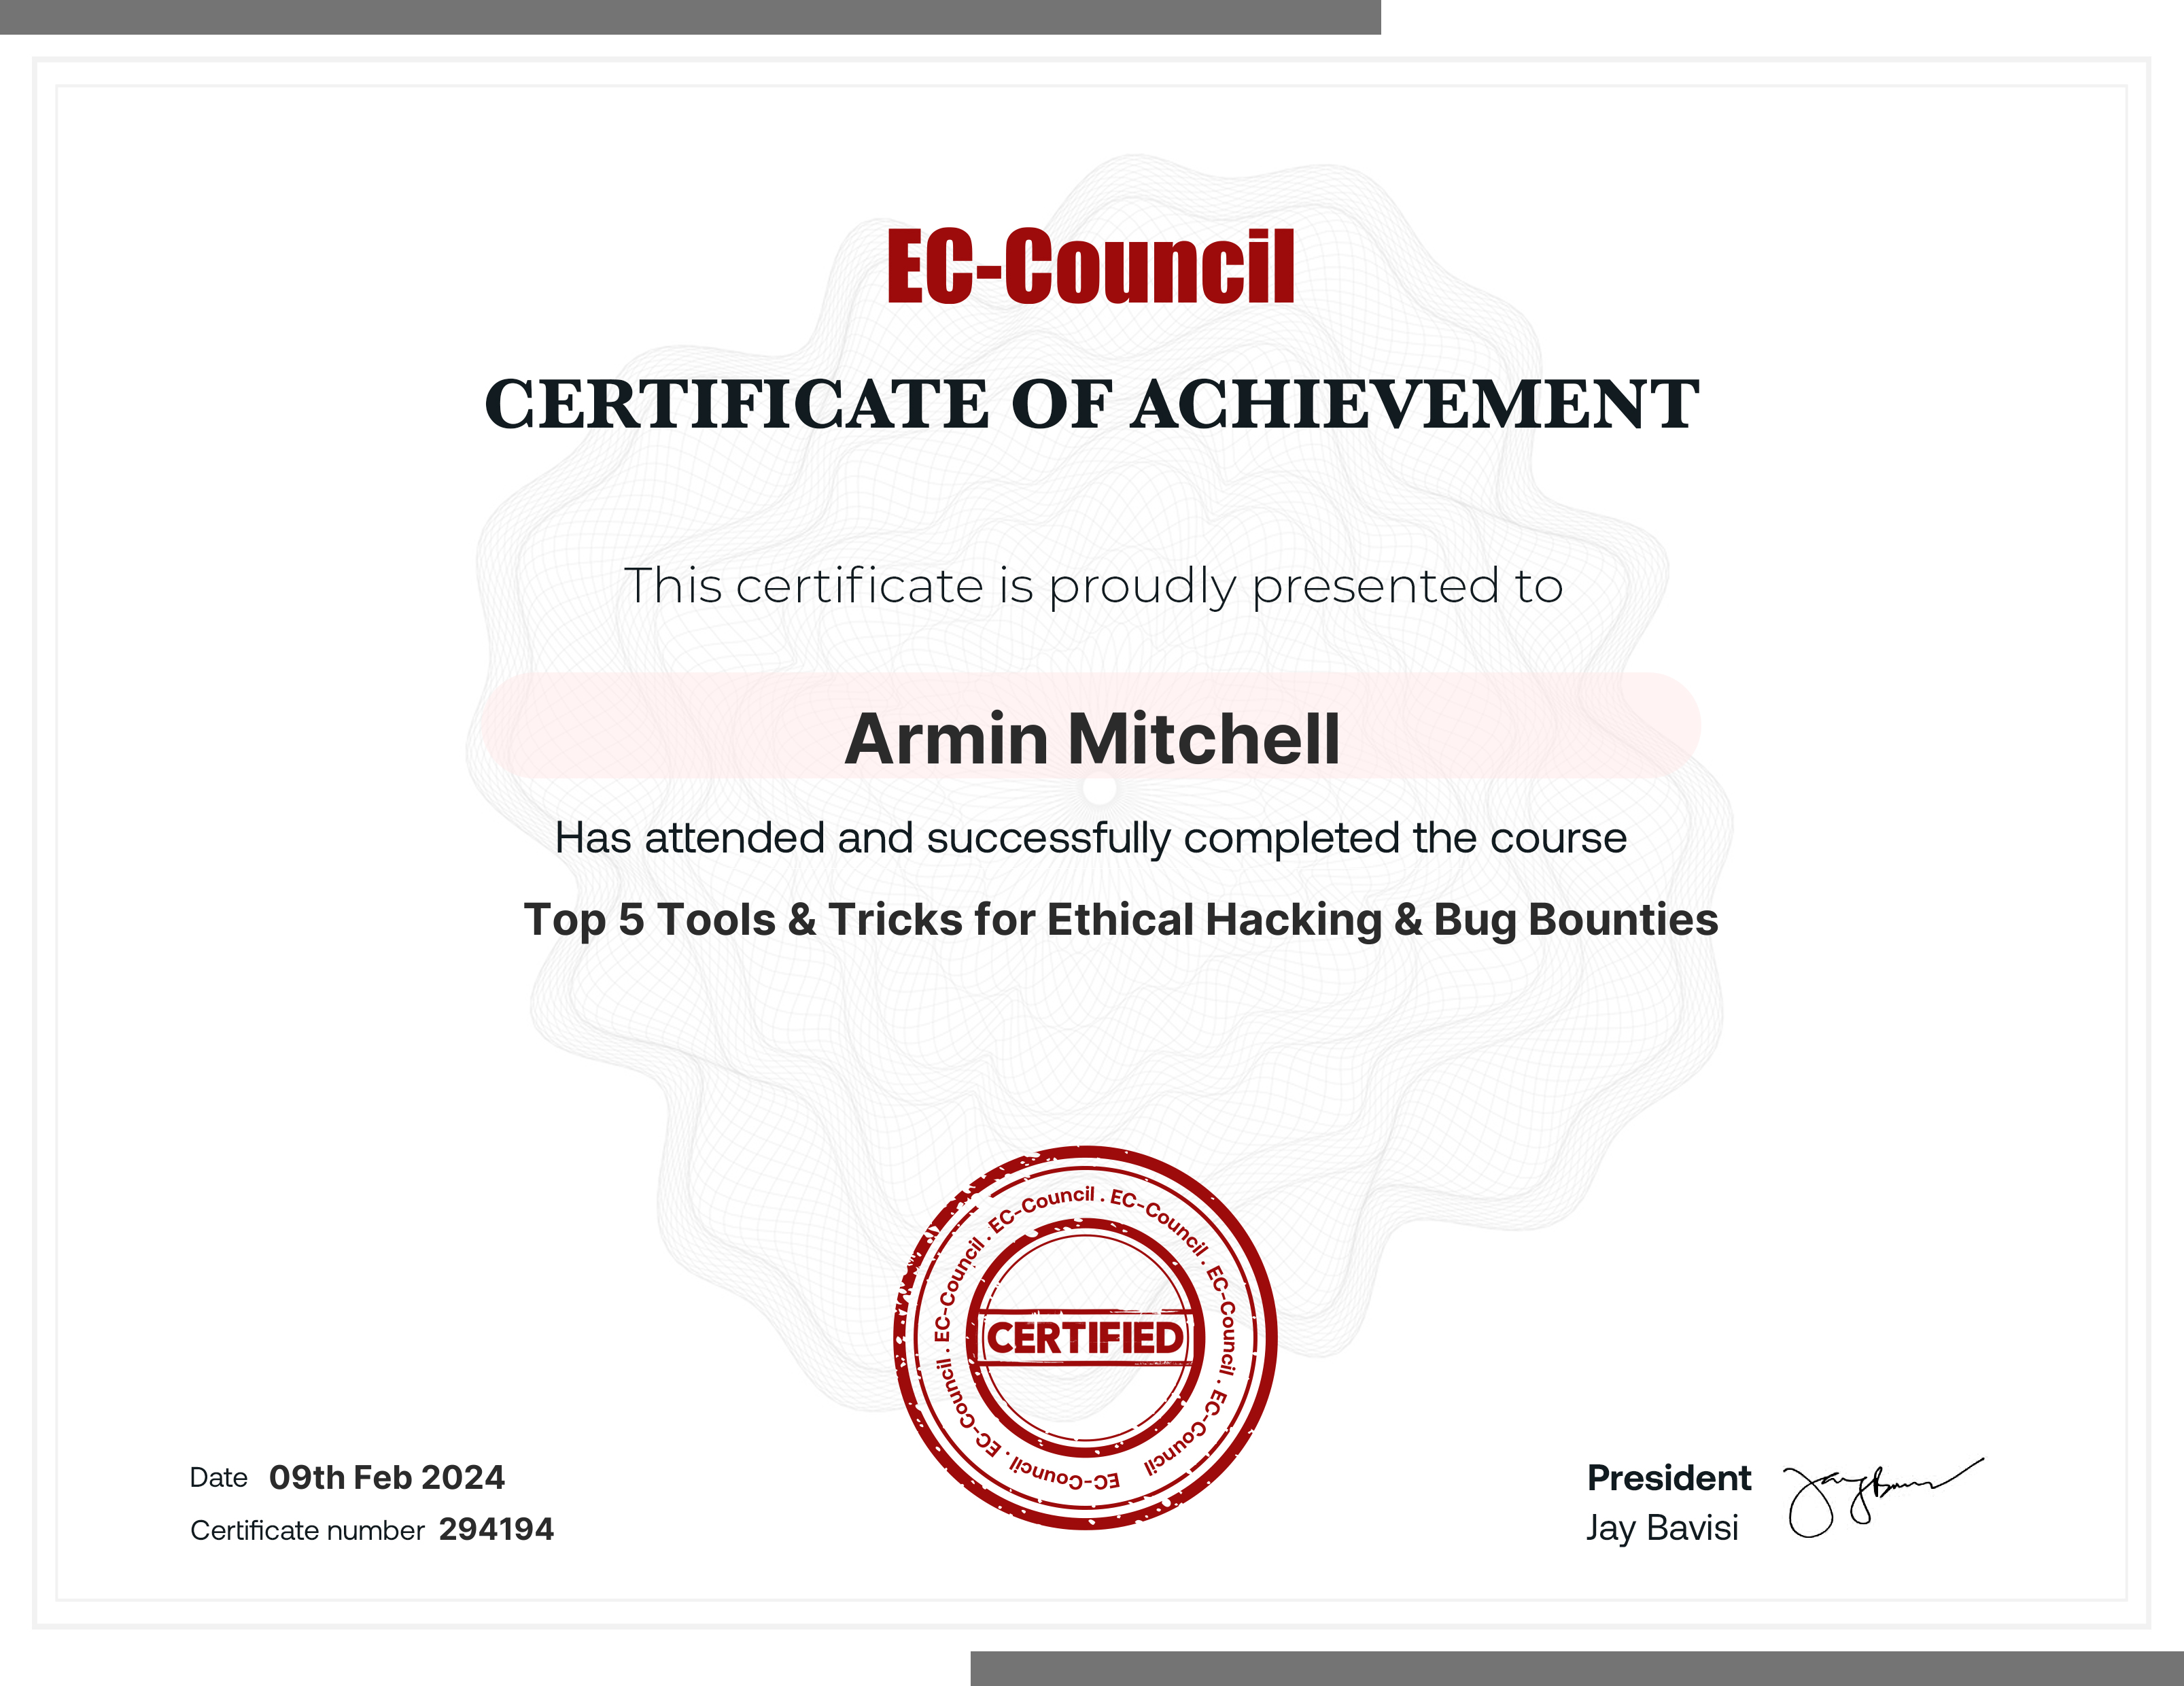 EC-Council
CERTIFICATE OF ACHIEVEMENT
This certificate is proudly presented to
Armin Mitchell
Has attended and successfully completed the course
Top 5 Tools & Tricks for Ethical Hacking & Bug Bounties
EC-Council . EC-Council . EC-Council . EC-Council . EC-Council . EC-Council . EC-Council
CERTIFIED
Date 09th Feb 2024
Certificate number 294194
President
Jay Bavisi